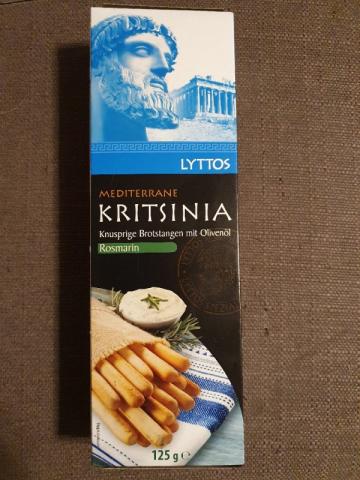 LYTTOS
MEDITERRANE
KRITSINIA
Knusprige Brotstangen mit Olivenöl
Rosmarin
125 g e